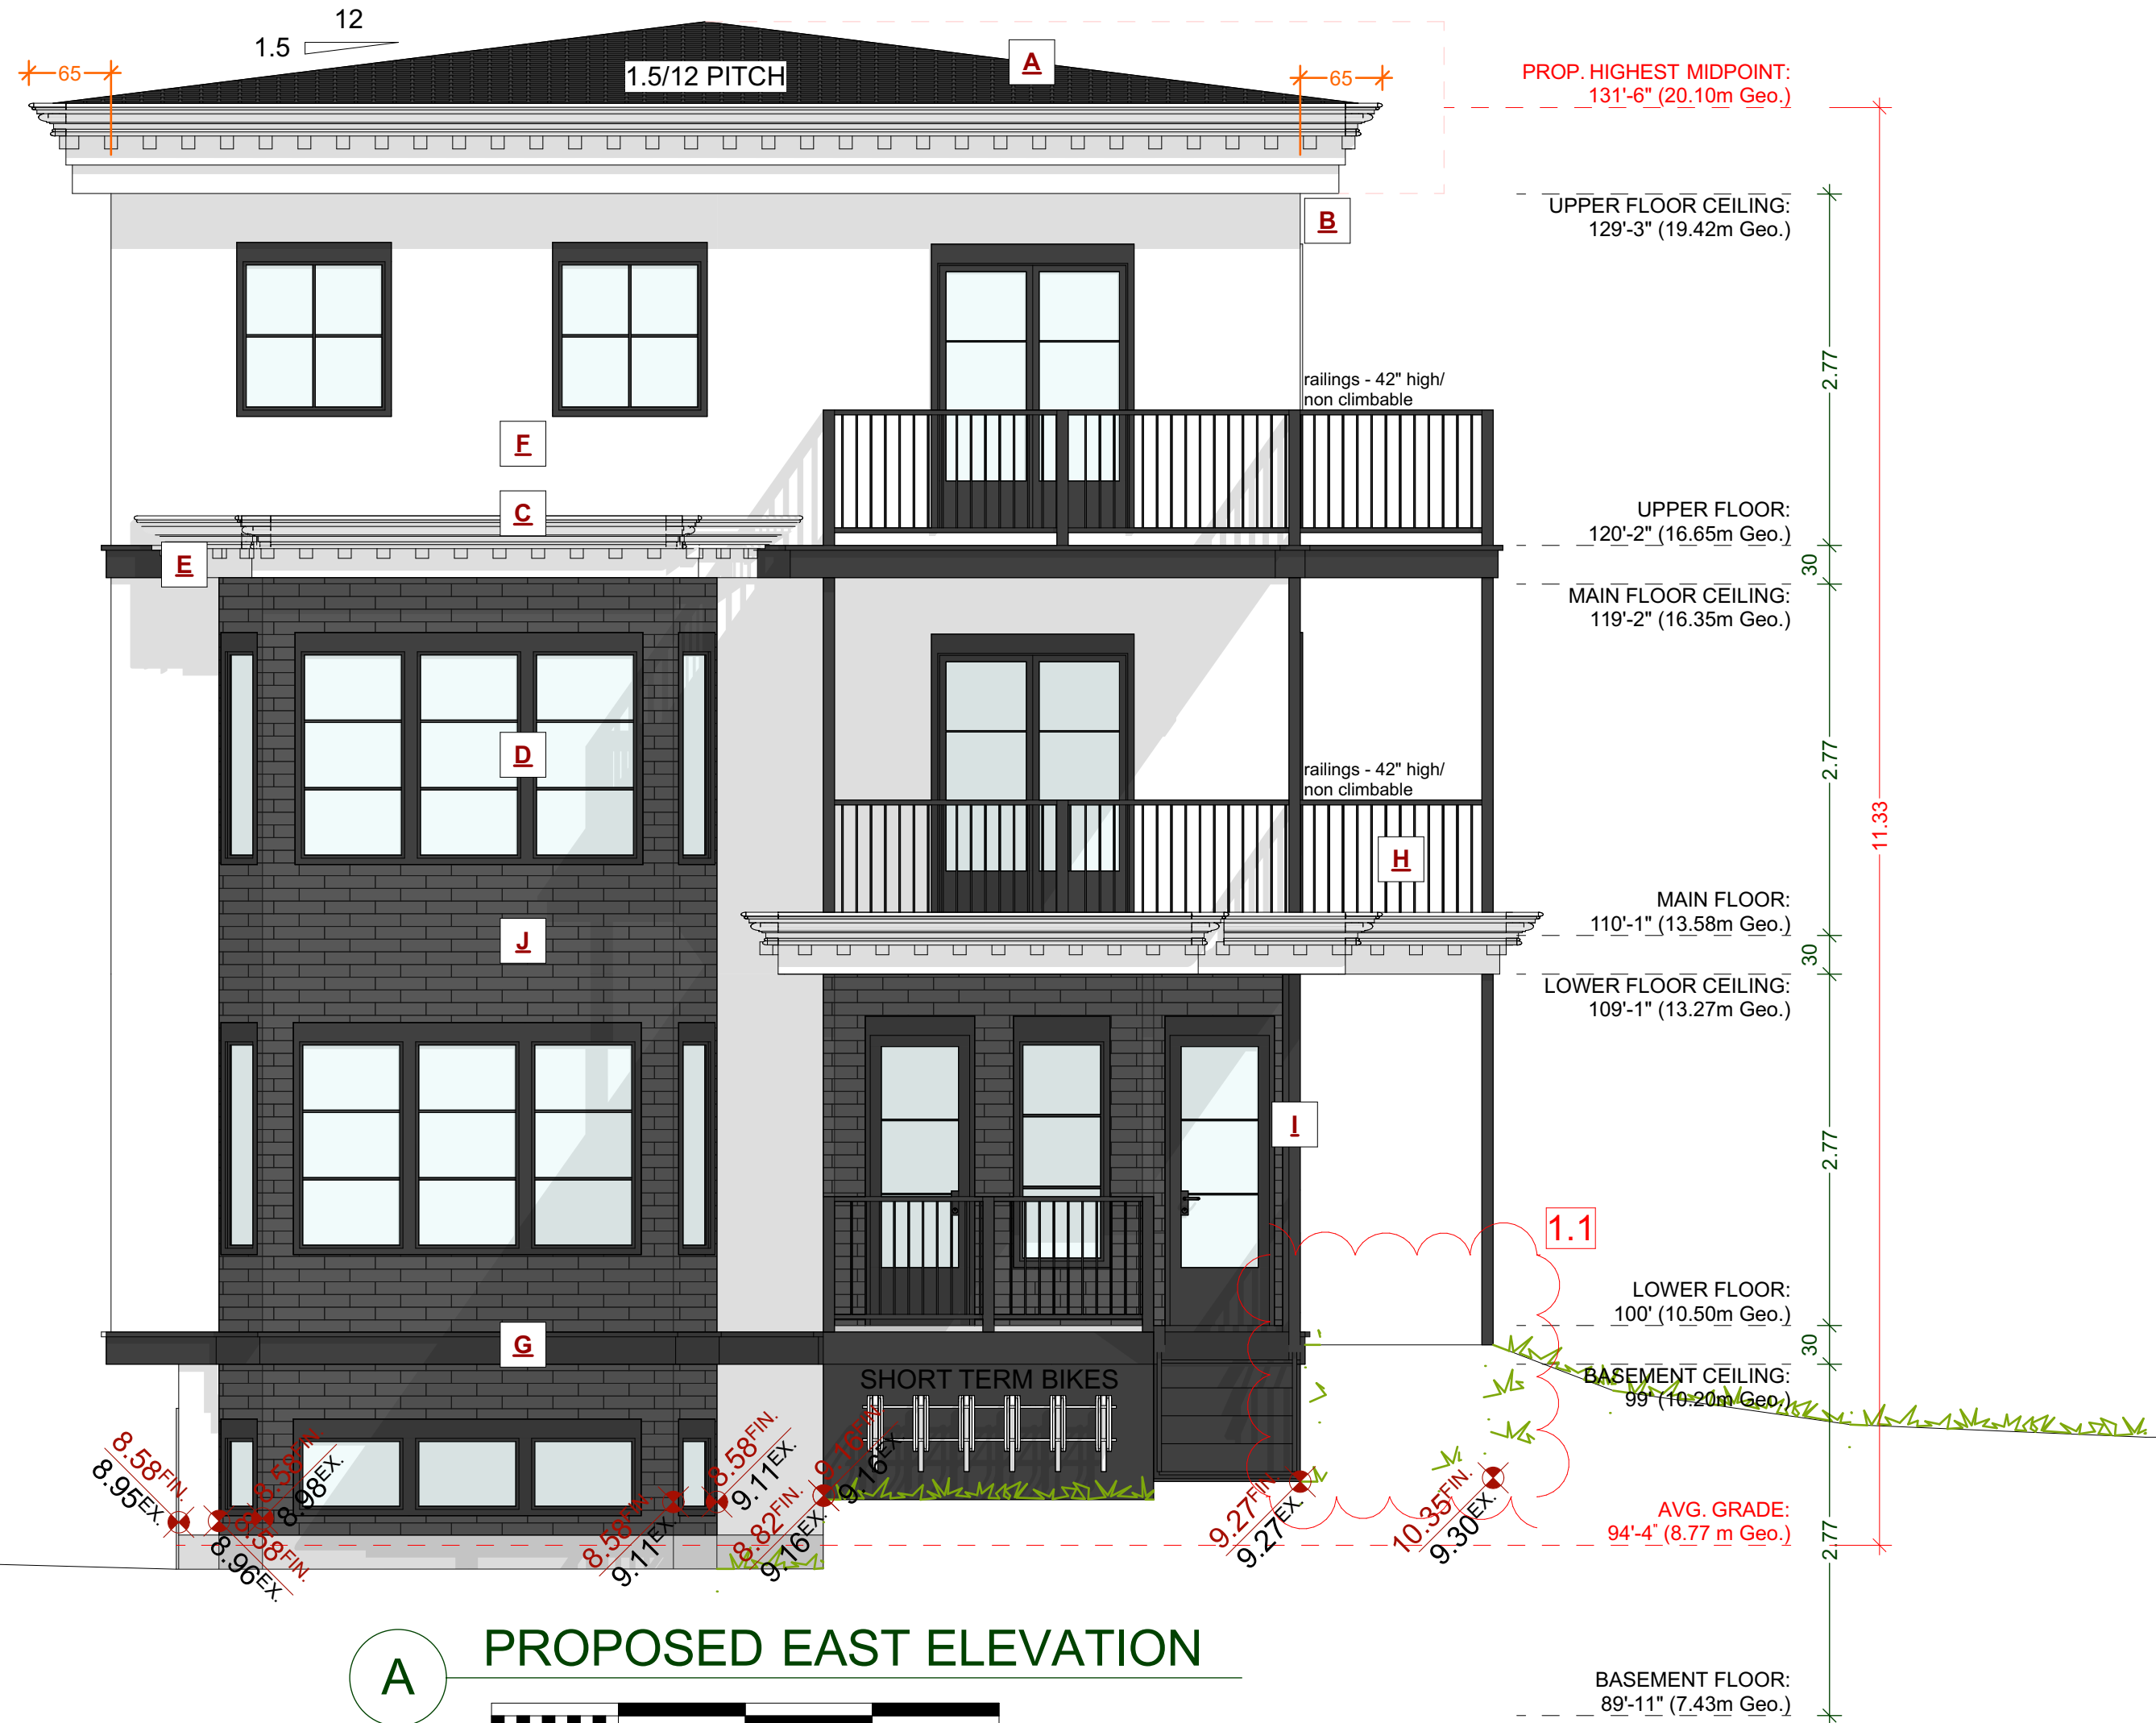 12
1.5
65
1.5/12 PITCH
A
65
PROP. HIGHEST MIDPOINT:
131'-6" (20.10m Geo.)
B
UPPER FLOOR CEILING:
129'-3" (19.42m Geo.)
2.77
railings - 42" high/
non climbable
F
C
E
UPPER FLOOR:
120'-2" (16.65m Geo.)
30
MAIN FLOOR CEILING:
119'-2" (16.35m Geo.)
D
2.77
railings - 42" high/
non climbable
H
11.33
J
MAIN FLOOR:
110'-1" (13.58m Geo.)
30
LOWER FLOOR CEILING:
109'-1" (13.27m Geo.)
I
2.77
1.1
LOWER FLOOR:
100' (10.50m Geo.)
30
G
BASEMENT CEILING:
99' (10.20m Geo.)
SHORT TERM BIKES
8.58FIN.
8.95EX.
8.58FIN.
8.98EX.
8.58FIN.
8.96EX.
8.58FIN.
9.11EX.
8.58FIN.
9.11EX.
8.82FIN.
9.16EX.
9.16FIN.
9.16EX.
9.27FIN.
9.27EX.
10.35FIN.
9.30EX.
AVG. GRADE:
94'-4" (8.77 m Geo.)
2.77
A
PROPOSED EAST ELEVATION
BASEMENT FLOOR:
89'-11" (7.43m Geo.)